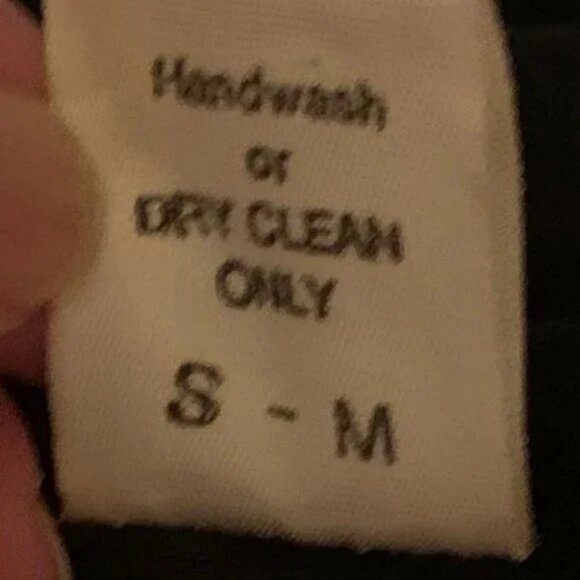 Handwash
or
DRY CLEAN
ONLY
S - M